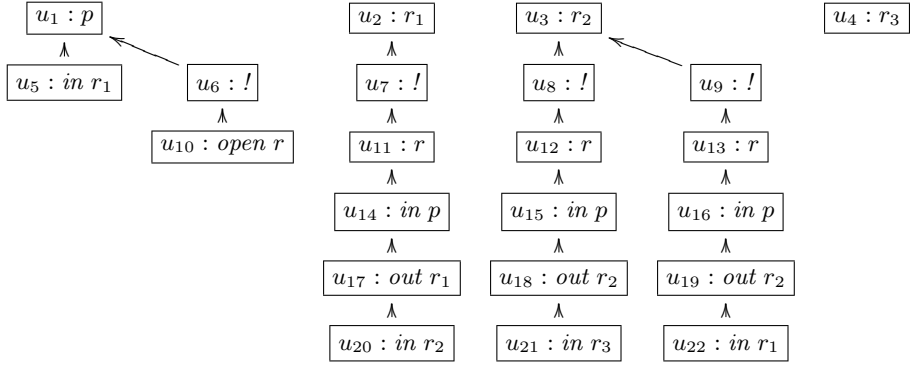 u₁ : p u₂ : r₁ u₃ : r₂ u₄ : r₃
u₅ : in r₁ u₆ : ! u₇ : ! u₈ : ! u₉ : !
u₁₀ : open r u₁₁ : r u₁₂ : r u₁₃ : r
u₁₄ : in p u₁₅ : in p u₁₆ : in p
u₁₇ : out r₁ u₁₈ : out r₂ u₁₉ : out r₂
u₂₀ : in r₂ u₂₁ : in r₃ u₂₂ : in r₁